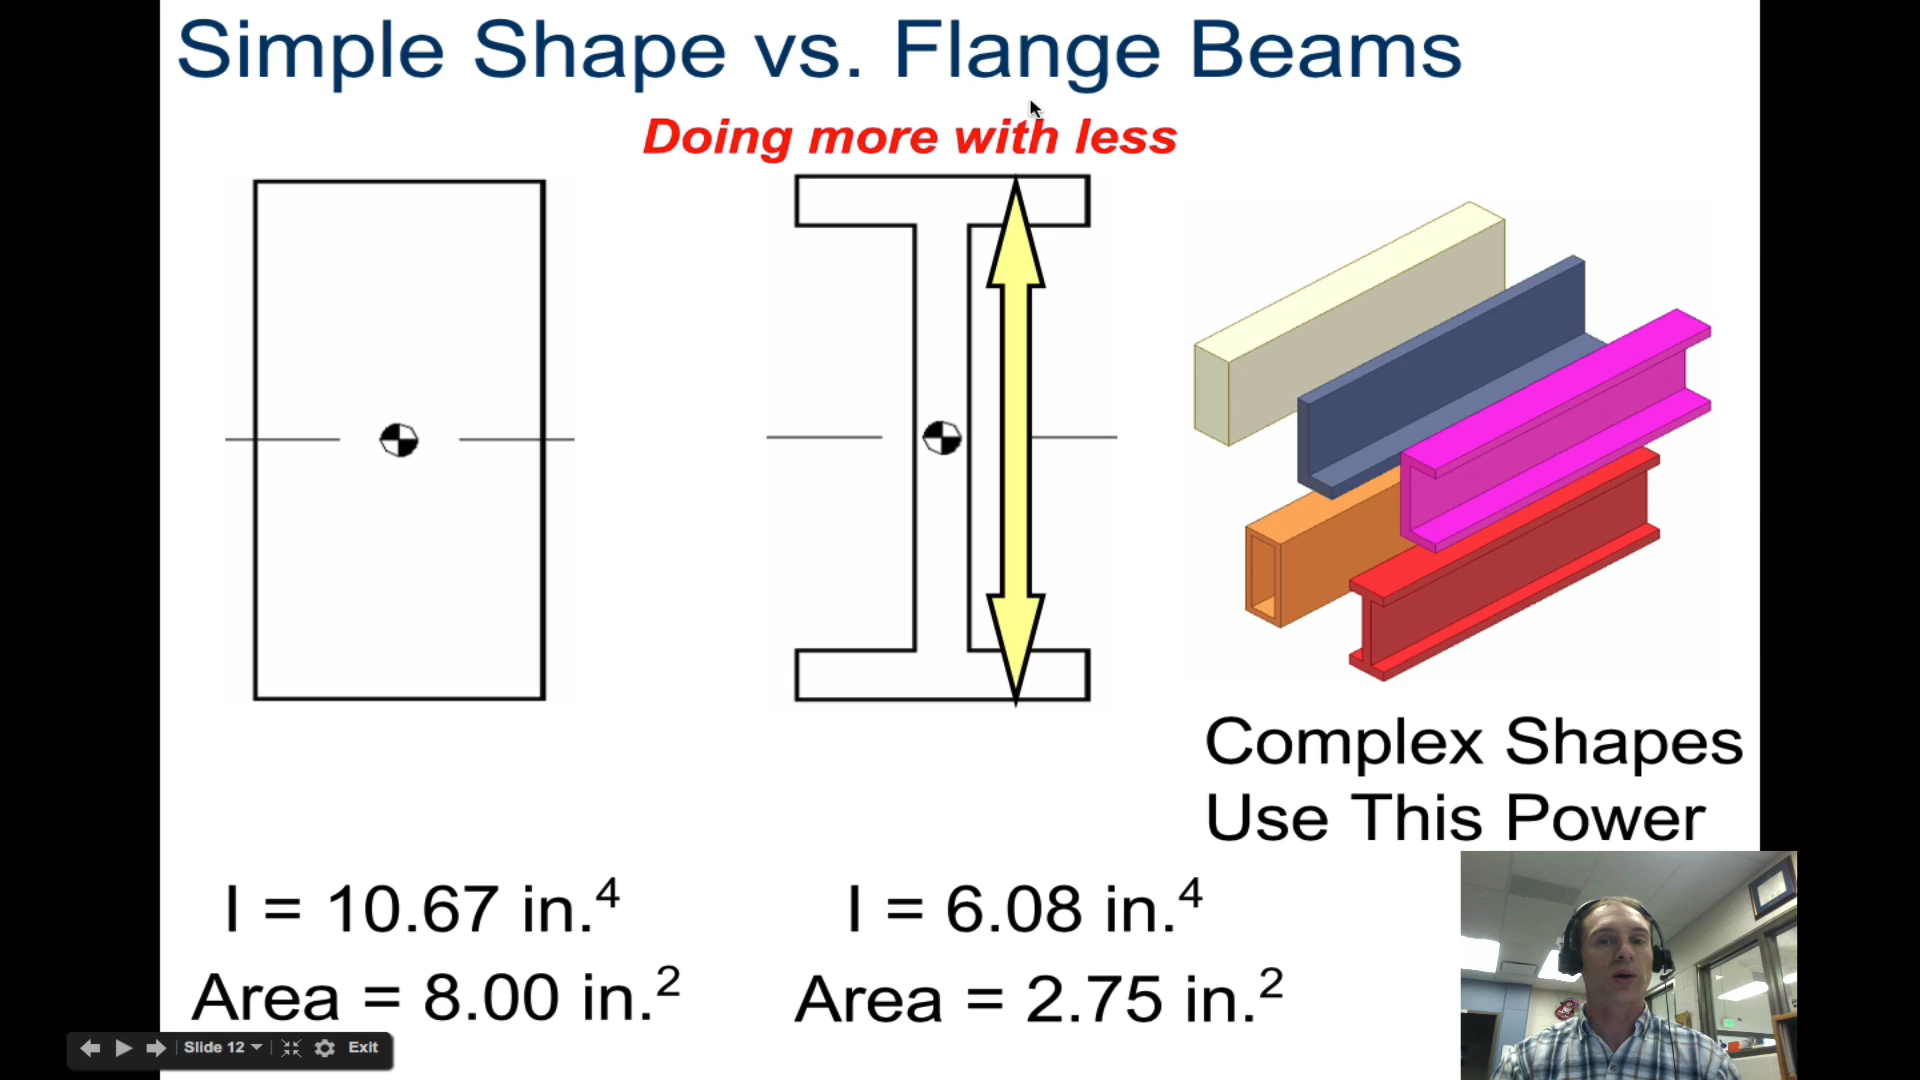 Simple Shape vs. Flange Beams
Doing more with less
Complex Shapes
Use This Power
I = 10.67 in.⁴
I = 6.08 in.⁴
Area = 8.00 in.²
Area = 2.75 in.²
Slide 12
Exit